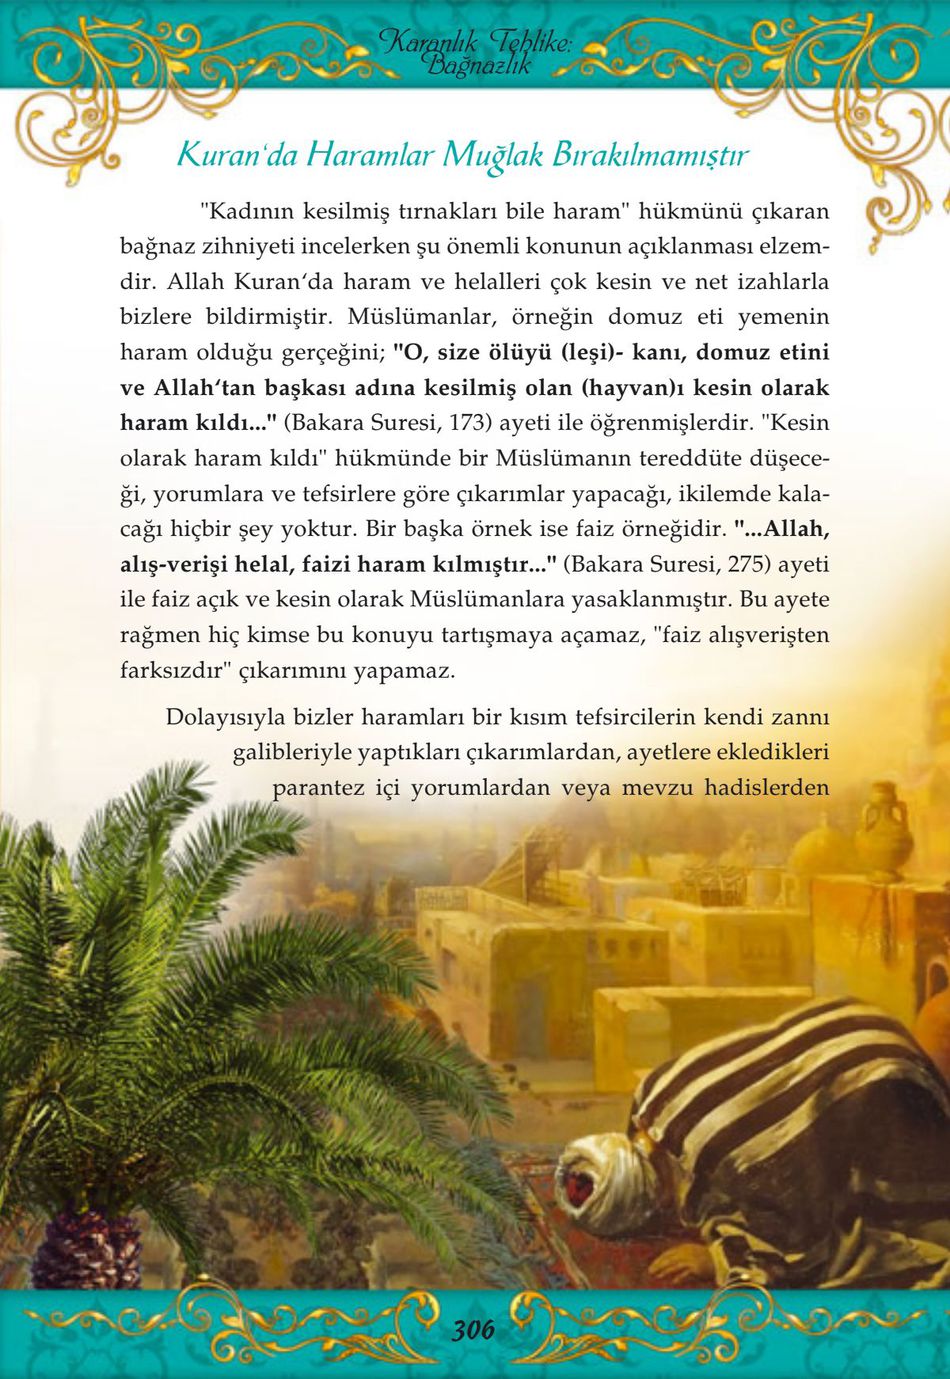 Karanlık Tehlike:
Bağnazlık
Kuran'da Haramlar Muğlak Bırakılmamıştır
"Kadının kesilmiş tırnakları bile haram" hükmünü çıkaran
bağnaz zihniyeti incelerken şu önemli konunun açıklanması elzem-
dir. Allah Kuran‘da haram ve helalleri çok kesin ve net izahlarla
bizlere bildirmiştir. Müslümanlar, örneğin domuz eti yemenin
haram olduğu gerçeğini; "O, size ölüyü (leşi)- kanı, domuz etini
ve Allah‘tan başkası adına kesilmiş olan (hayvan)ı kesin olarak
haram kıldı..." (Bakara Suresi, 173) ayeti ile öğrenmişlerdir. "Kesin
olarak haram kıldı" hükmünde bir Müslümanın tereddüte düşece-
ği, yorumlara ve tefsirlere göre çıkarımlar yapacağı, ikilemde kala-
cağı hiçbir şey yoktur. Bir başka örnek ise faiz örneğidir. "...Allah,
alış-verişi helal, faizi haram kılmıştır..." (Bakara Suresi, 275) ayeti
ile faiz açık ve kesin olarak Müslümanlara yasaklanmıştır. Bu ayete
rağmen hiç kimse bu konuyu tartışmaya açamaz, "faiz alışverişten
farksızdır" çıkarımını yapamaz.
Dolayısıyla bizler haramları bir kısım tefsircilerin kendi zannı
galibleriyle yaptıkları çıkarımlardan, ayetlere ekledikleri
parantez içi yorumlardan veya mevzu hadislerden
306